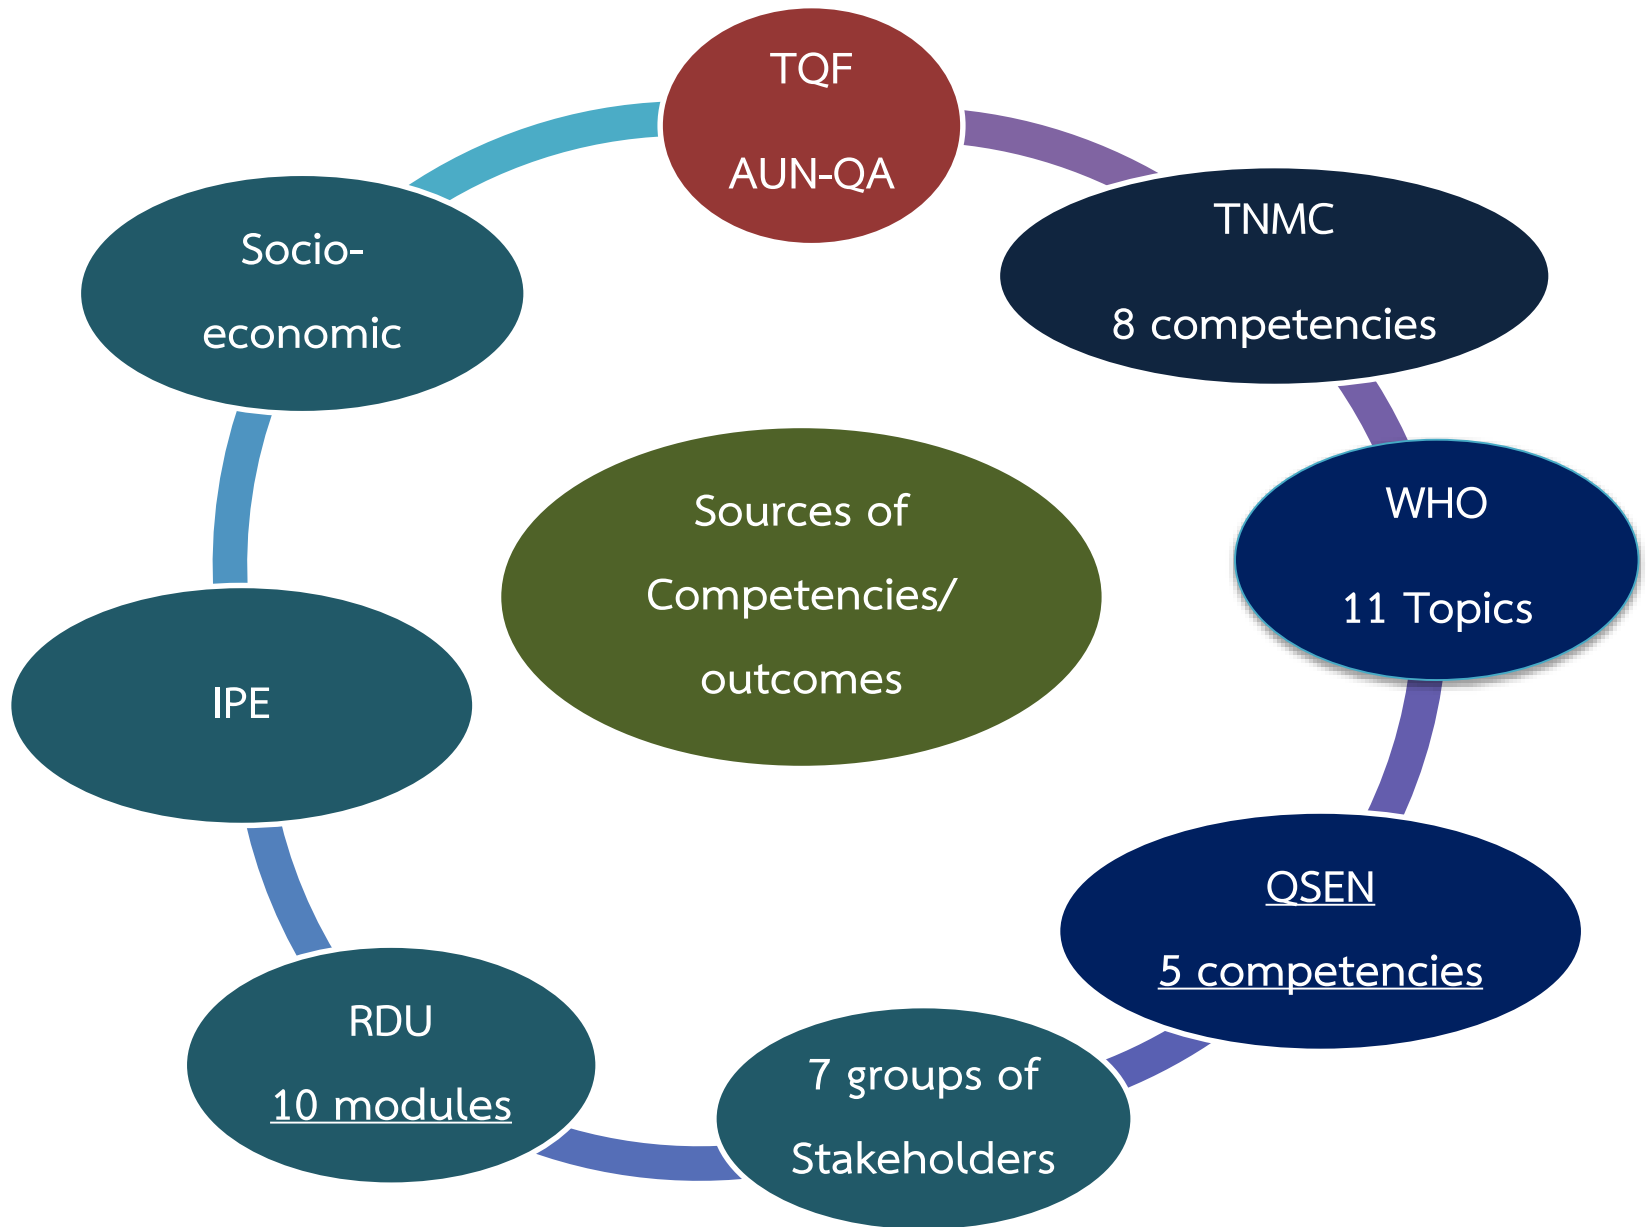 TQF
AUN-QA
TNMC
8 competencies
WHO
11 Topics
QSEN
5 competencies
7 groups of
Stakeholders
RDU
10 modules
IPE
Socio-
economic
Sources of
Competencies/
outcomes